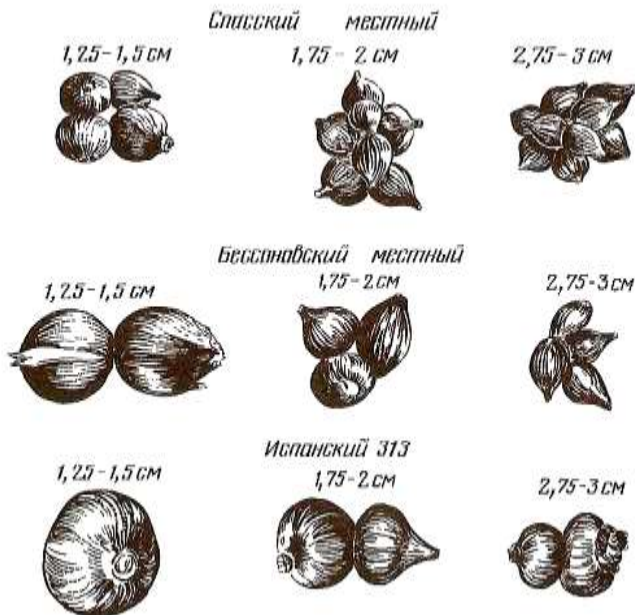 Спасский местный
1,25-1,5 см 1,75-2 см 2,75-3 см
Бессоновский местный
1,25-1,5 см 1,75-2 см 2,75-3 см
Испанский 313
1,25-1,5 см 1,75-2 см 2,75-3 см